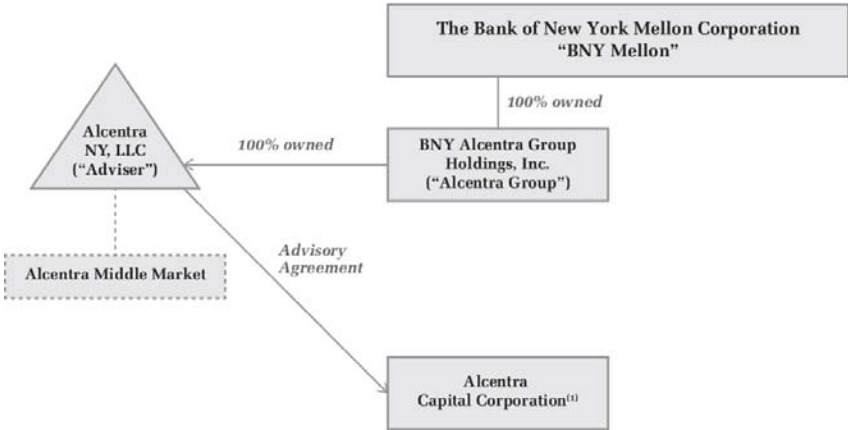 The Bank of New York Mellon Corporation
“BNY Mellon”
100% owned
Alcentra
NY, LLC
(“Adviser”)
100% owned
BNY Alcentra Group
Holdings, Inc.
(“Alcentra Group”)
Alcentra Middle Market
Advisory
Agreement
Alcentra
Capital Corporation(1)